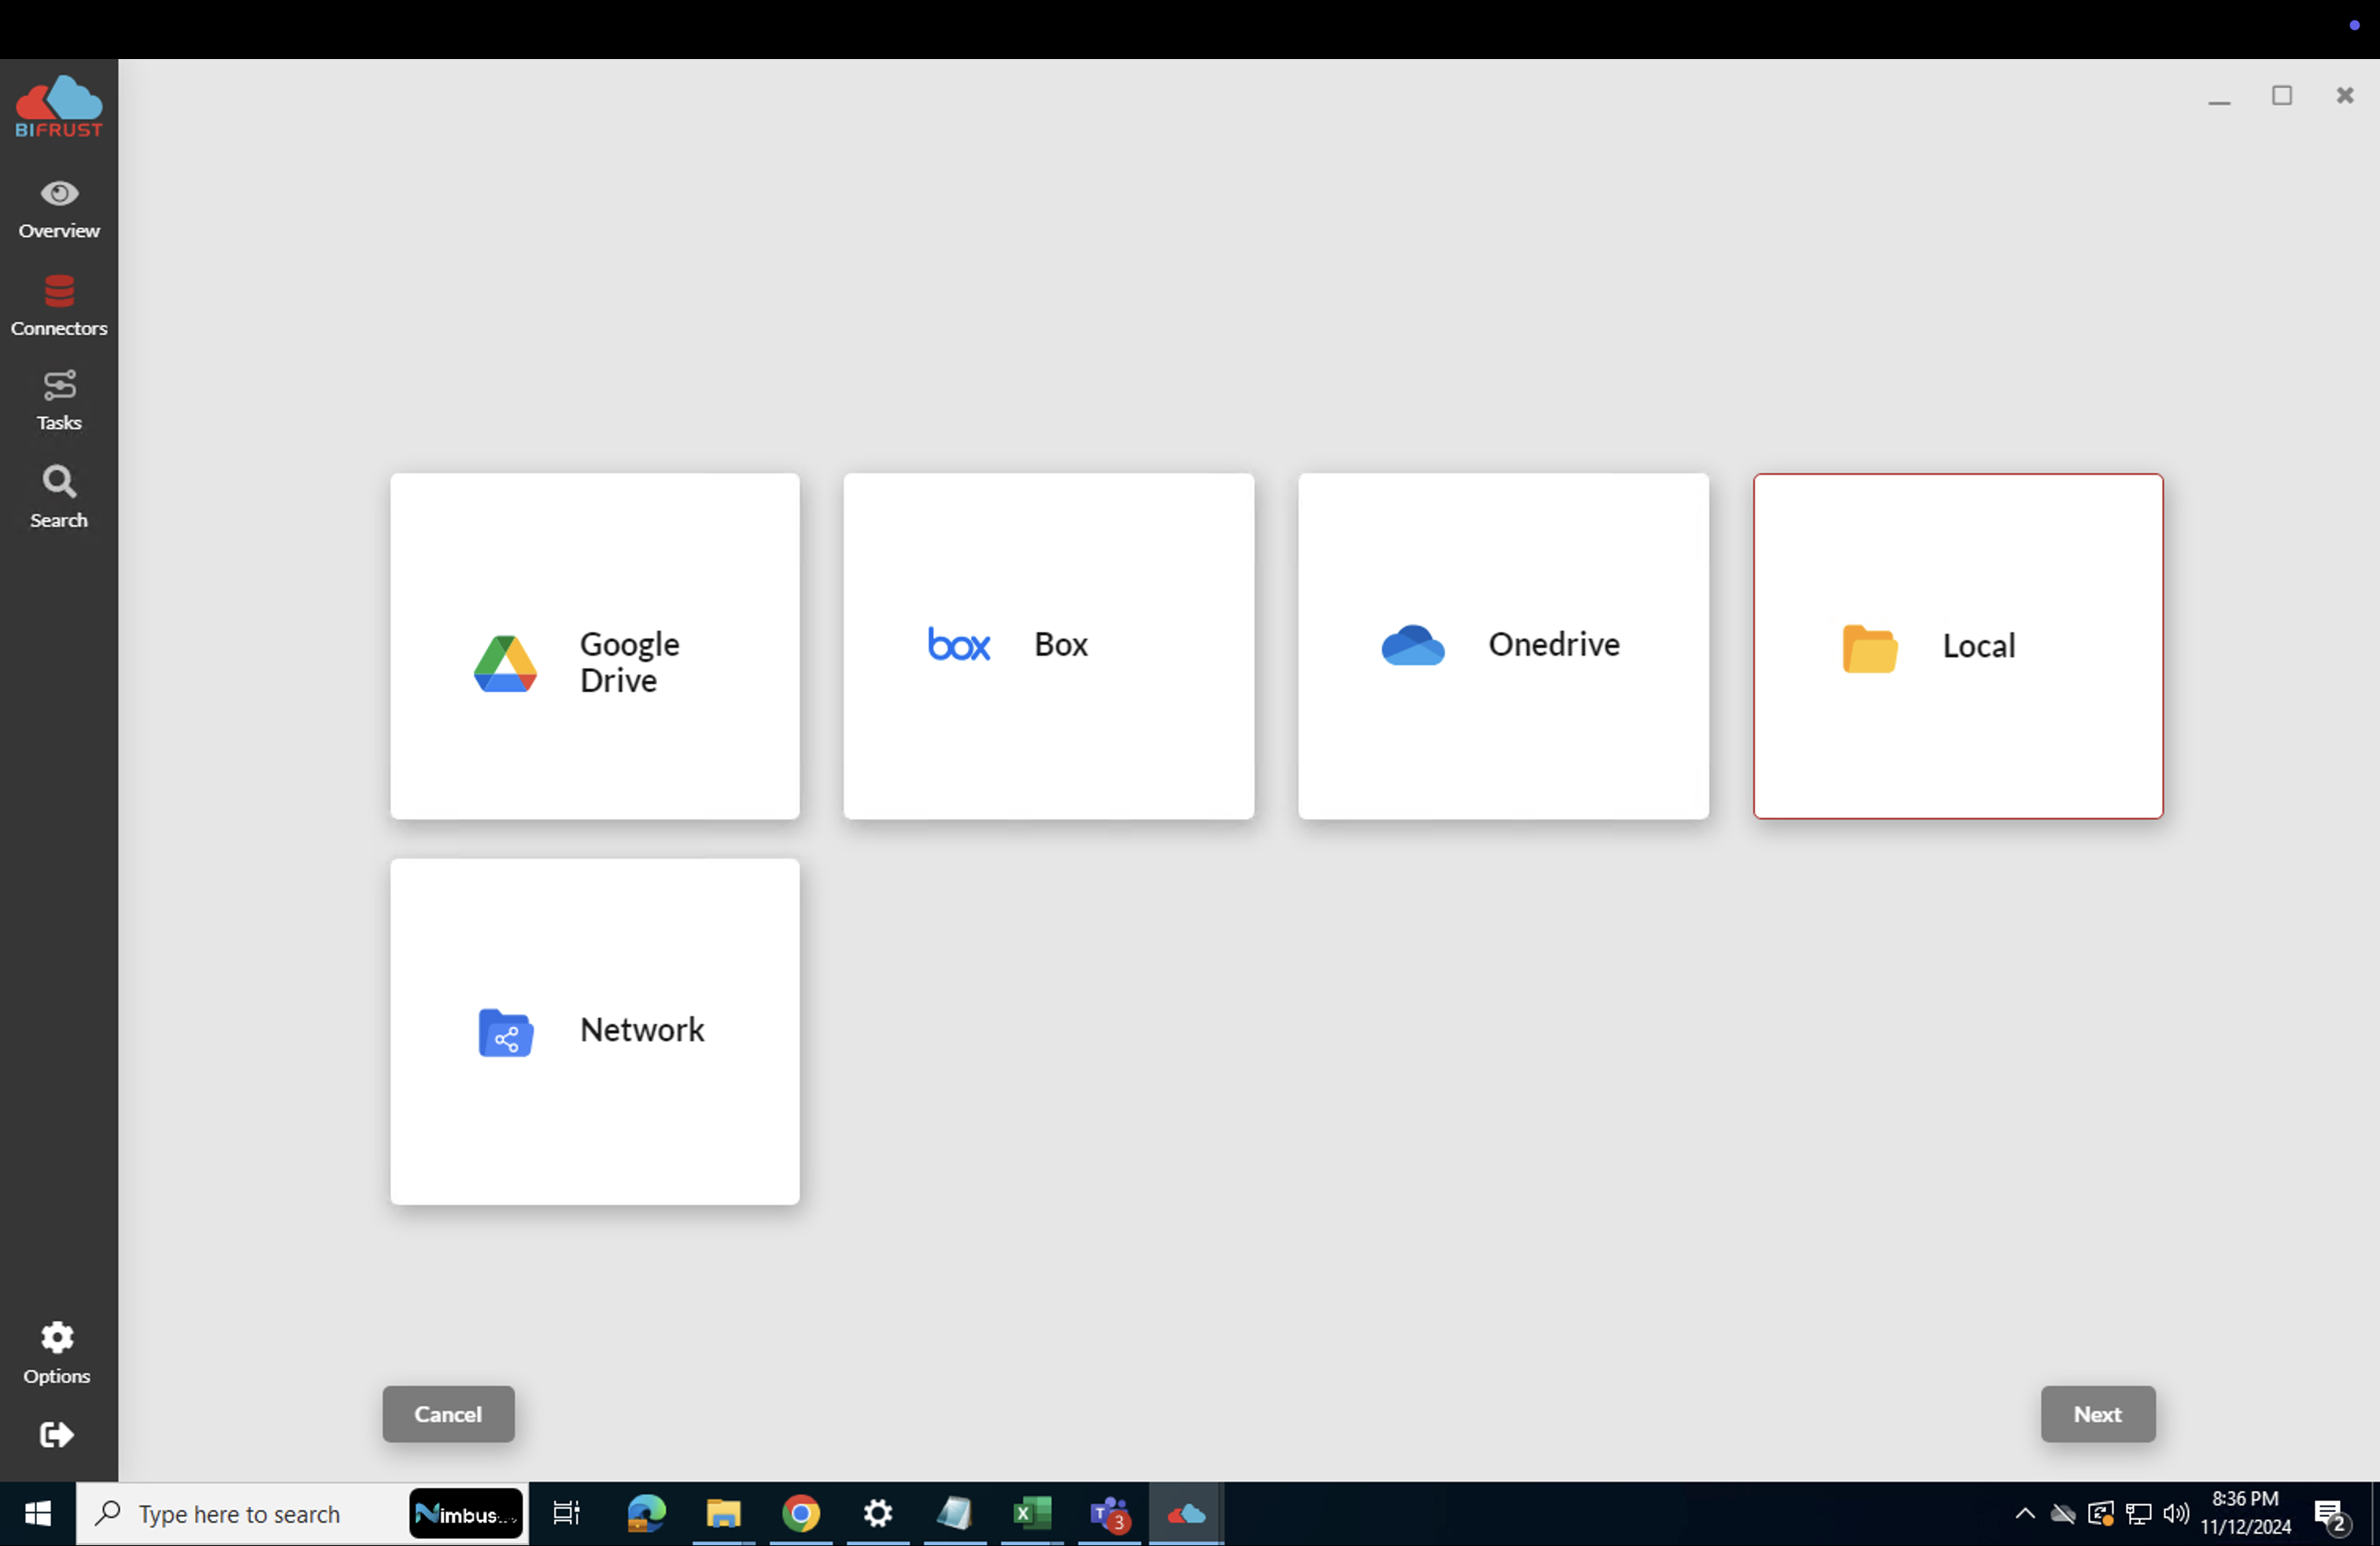 BIFRUST
Overview
Connectors
Tasks
Search
Google
Drive
box
Box
Onedrive
Local
Network
Options
Cancel
Next
Type here to search
Nimbus...
X
T
3
8:36 PM
11/12/2024
2